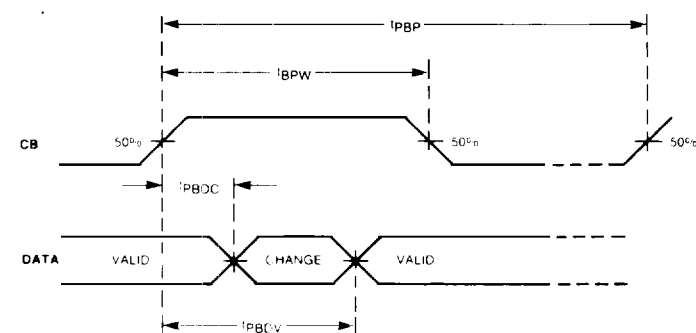 tPBP
tBPW
CB
50%
50%
50%
tPBDC
DATA
VALID
CHANGE
VALID
tPBDV